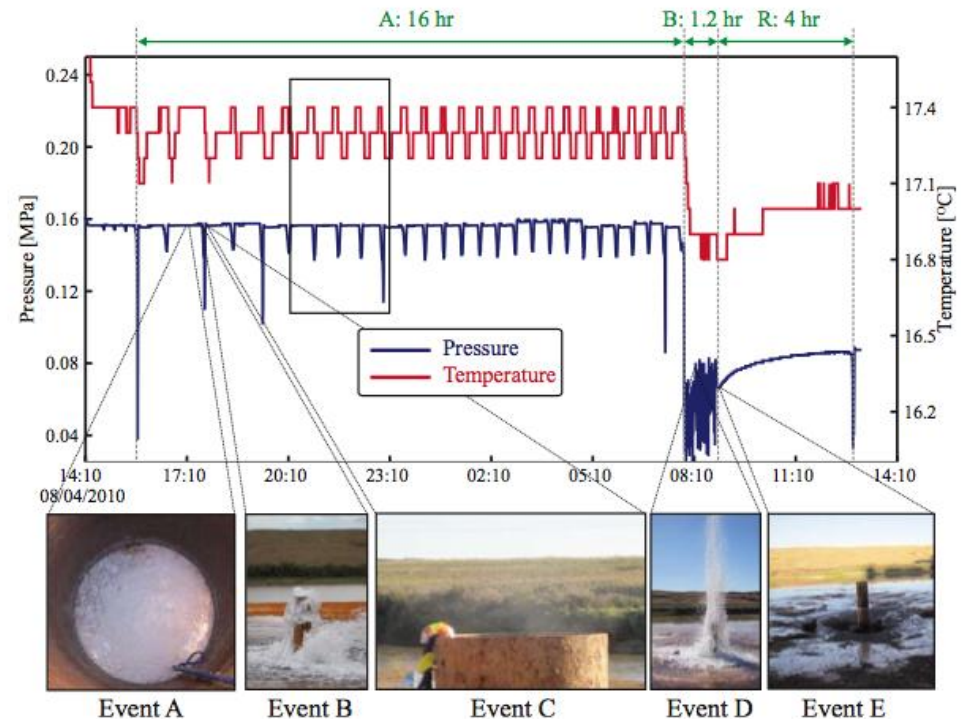 A: 16 hr B: 1.2 hr R: 4 hr
0.24
0.20
0.16
0.12
0.08
0.04
Pressure [MPa]
17.4
17.1
16.8
16.5
16.2
Temperature [°C]
Pressure
Temperature
14:10 17:10 20:10 23:10 02:10 05:10 08:10 11:10 14:10
08/04/2010
Event A Event B Event C Event D Event E